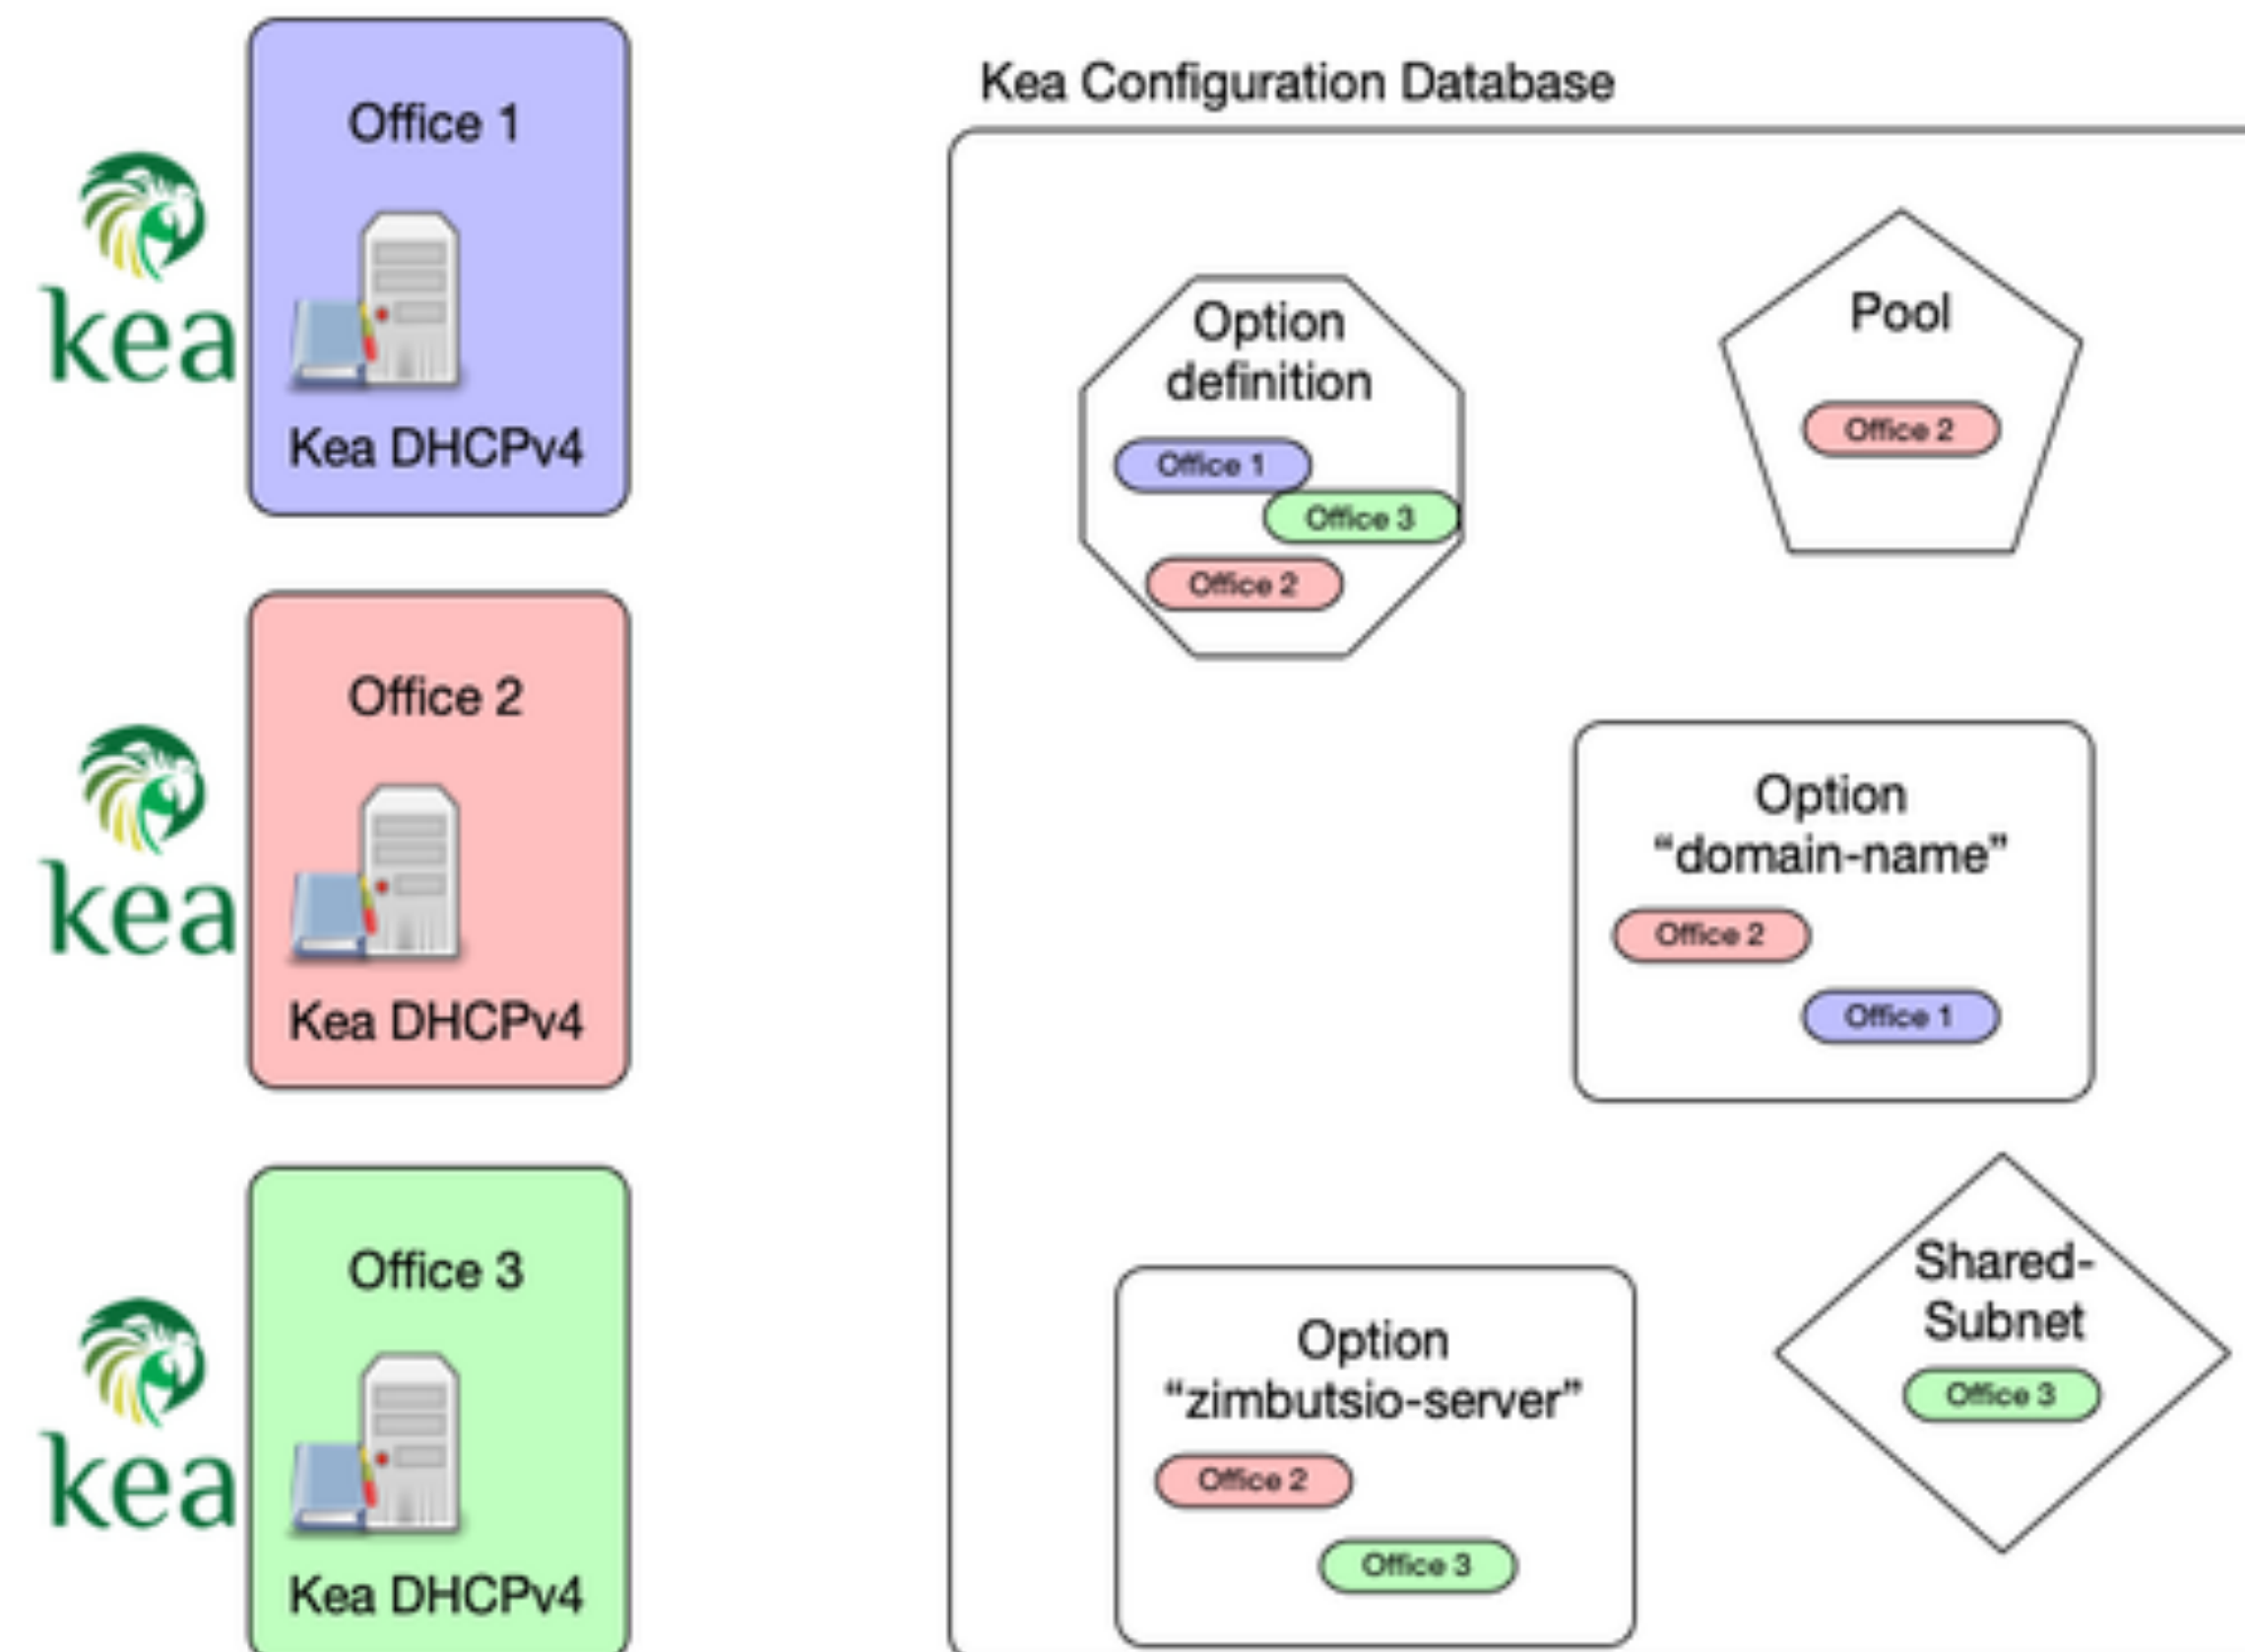 Office 1
kea
Kea DHCPv4
Office 2
kea
Kea DHCPv4
Office 3
kea
Kea DHCPv4
Kea Configuration Database
Option
definition
Office 1
Office 3
Office 2
Pool
Office 2
Option
“domain-name”
Office 2
Office 1
Option
“zimbutsio-server”
Office 2
Office 3
Shared-
Subnet
Office 3